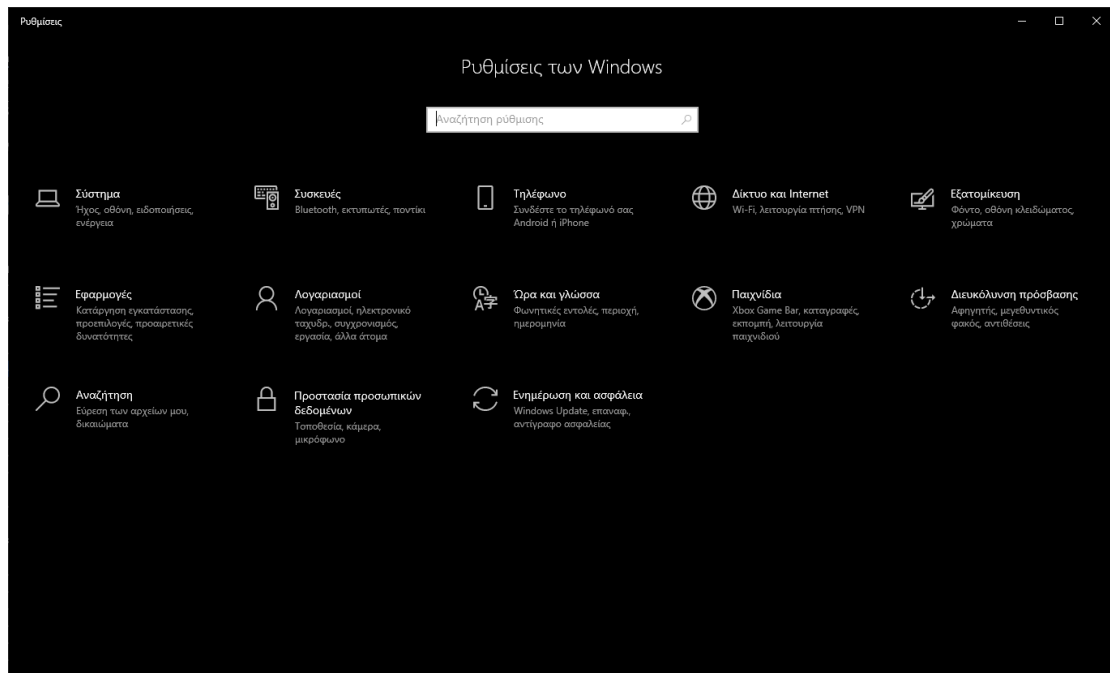 Ρυθμίσεις
Ρυθμίσεις των Windows
Αναζήτηση ρύθμισης
Σύστημα
Ήχος, οθόνη, ειδοποιήσεις,
ενέργεια
Συσκευές
Bluetooth, εκτυπωτές, ποντίκι
Τηλέφωνο
Συνδέστε το τηλέφωνό σας
Android ή iPhone
Δίκτυο και Internet
Wi-Fi, λειτουργία πτήσης, VPN
Εξατομίκευση
Φόντο, οθόνη κλειδώματος,
χρώματα
Εφαρμογές
Κατάργηση εγκατάστασης,
προεπιλογές, προαιρετικές
δυνατότητες
Λογαριασμοί
Λογαριασμοί, ηλεκτρονικό
ταχυδρ., συγχρονισμός,
εργασία, άλλα άτομα
Ώρα και γλώσσα
Φωνητικές εντολές, περιοχή,
ημερομηνία
Παιχνίδια
Xbox Game Bar, καταγραφές,
εκπομπή, λειτουργία
παιχνιδιού
Διευκόλυνση πρόσβασης
Αφηγητής, μεγεθυντικός
φακός, αντιθέσεις
Αναζήτηση
Εύρεση των αρχείων μου,
δικαιώματα
Προστασία προσωπικών
δεδομένων
Τοποθεσία, κάμερα,
μικρόφωνο
Ενημέρωση και ασφάλεια
Windows Update, επαναφ.,
αντίγραφο ασφαλείας